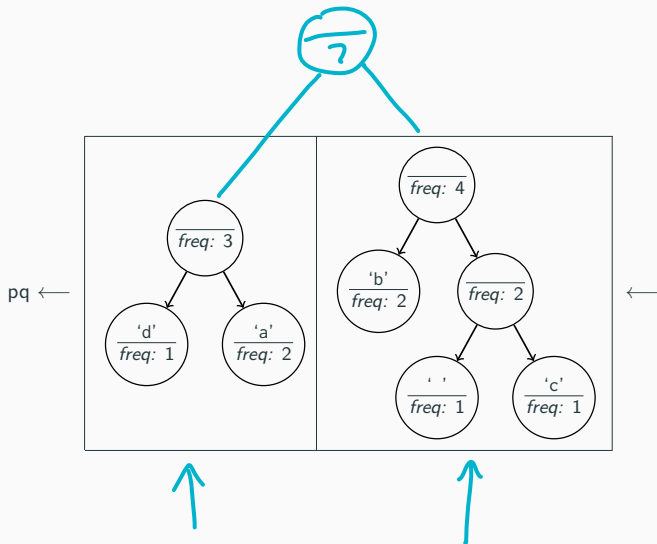 7
freq: 4
freq: 3
‘b’
freq: 2
freq: 2
pq ←
←
‘d’
freq: 1
‘a’
freq: 2
‘ ’
freq: 1
‘c’
freq: 1